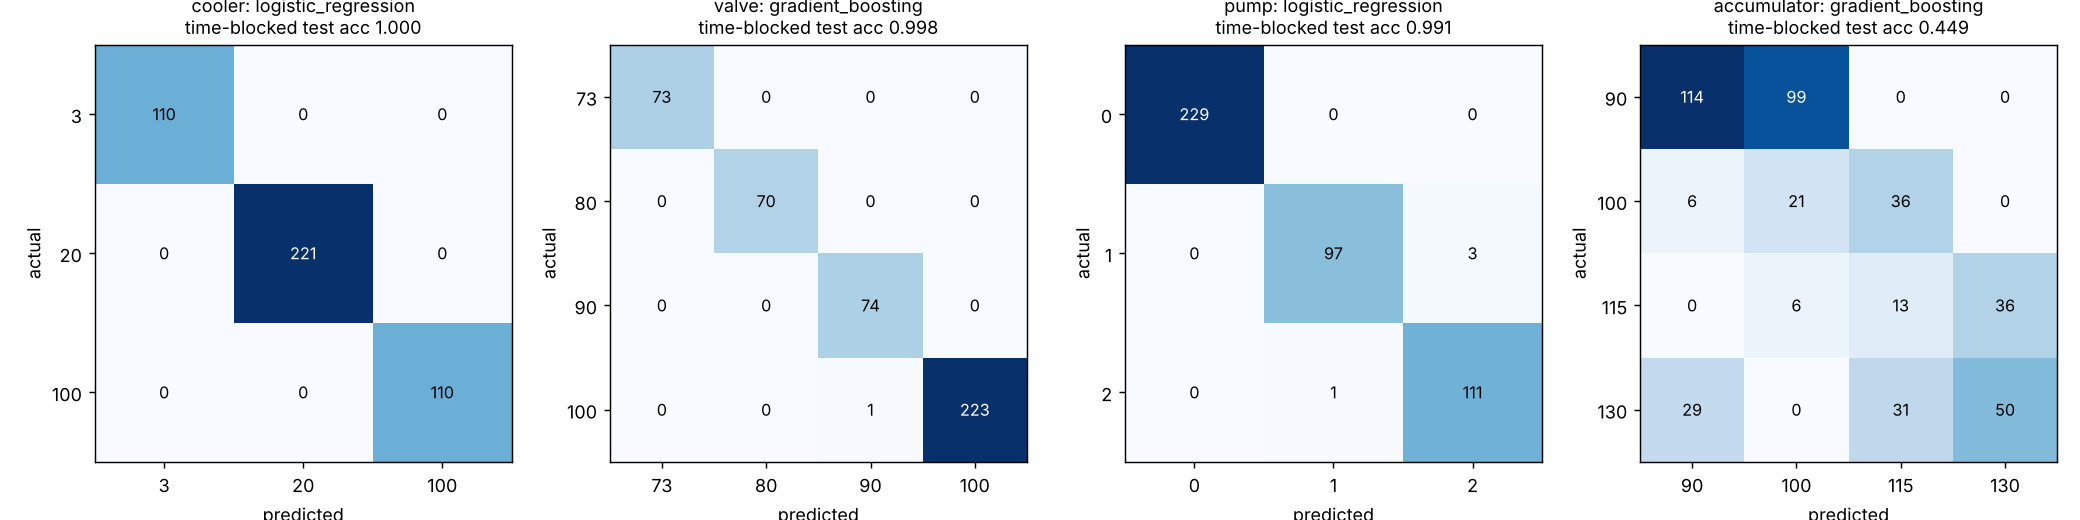 cooler: logistic_regression
time-blocked test acc 1.000
3 110 0 0
20 0 221 0
100 0 0 110
3 20 100
actual
predicted
valve: gradient_boosting
time-blocked test acc 0.998
73 73 0 0 0
80 0 70 0 0
90 0 0 74 0
100 0 0 1 223
73 80 90 100
actual
predicted
pump: logistic_regression
time-blocked test acc 0.991
0 229 0 0
1 0 97 3
2 0 1 111
0 1 2
actual
predicted
accumulator: gradient_boosting
time-blocked test acc 0.449
90 114 99 0 0
100 6 21 36 0
115 0 6 13 36
130 29 0 31 50
90 100 115 130
actual
predicted